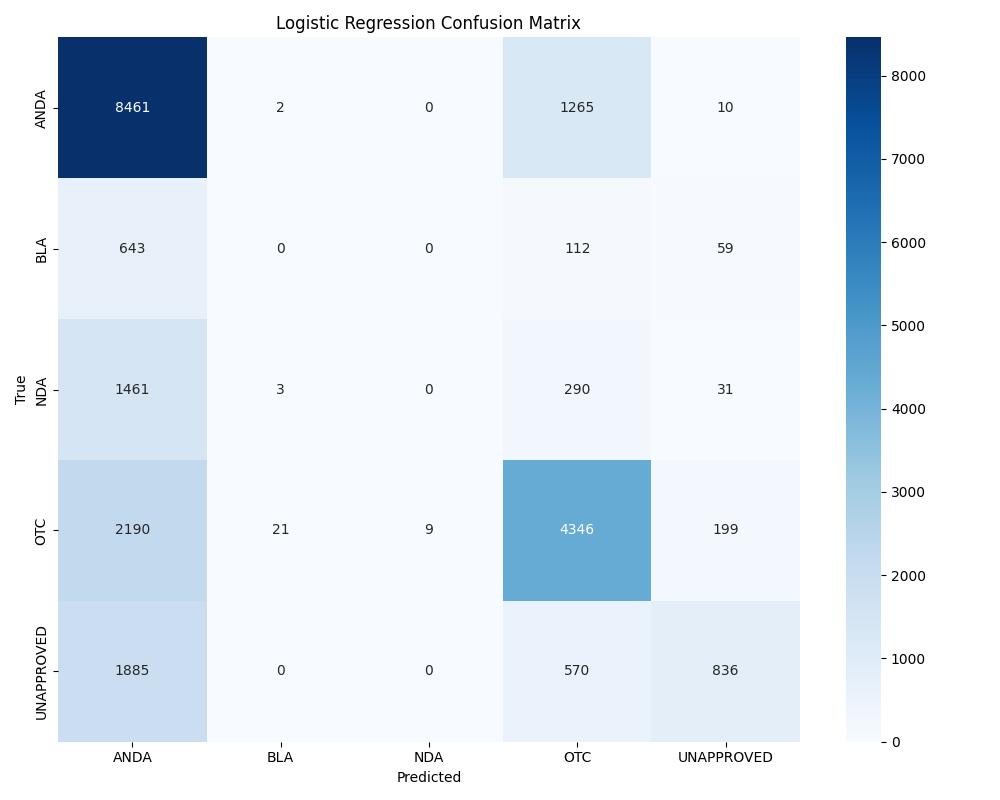 Logistic Regression Confusion Matrix
True
ANDA
8461 2 0 1265 10
BLA
643 0 0 112 59
NDA
1461 3 0 290 31
OTC
2190 21 9 4346 199
UNAPPROVED
1885 0 0 570 836
ANDA BLA NDA OTC UNAPPROVED
Predicted
8000
7000
6000
5000
4000
3000
2000
1000
0